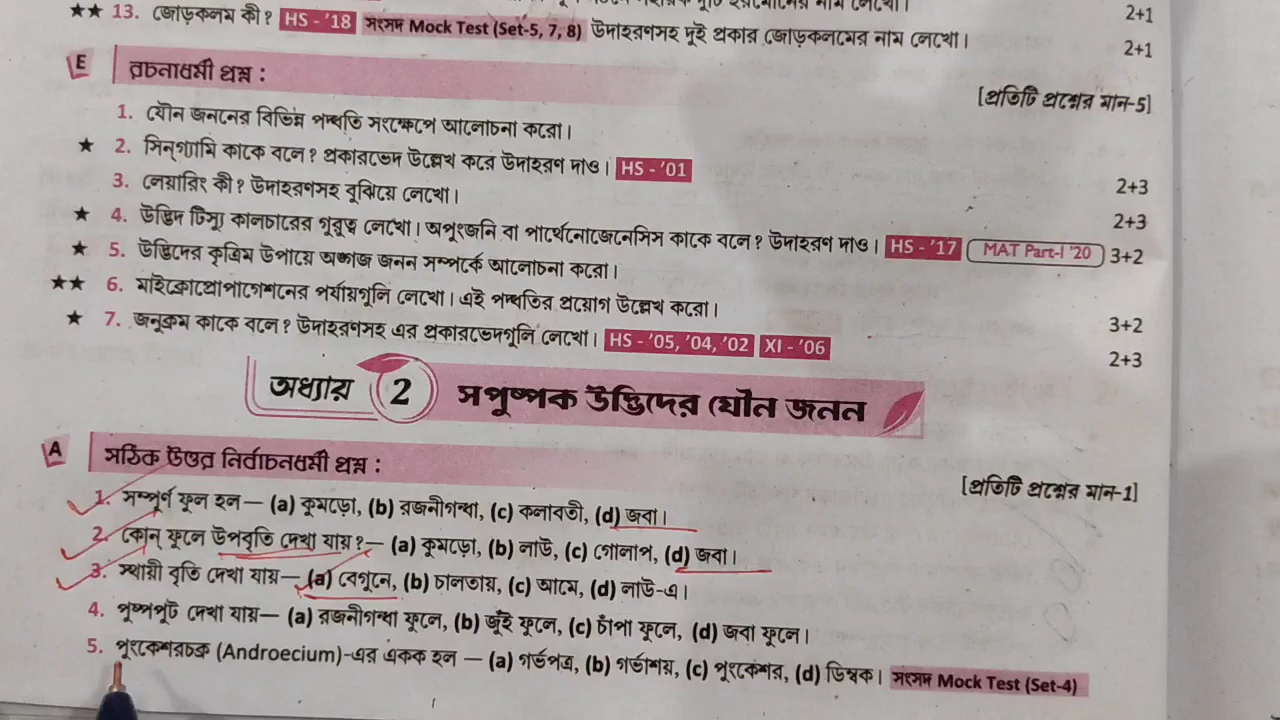 ★★ 13. জোড়কলম কী? HS - '18 সংসদ Mock Test (Set-5, 7, 8) উদাহরণসহ দুই প্রকার জোড়কলমের নাম লেখো।
2+1
2+1
E রচনাধর্মী প্রশ্ন :
[প্রতিটি প্রশ্নের মান-5]
1. যৌন জননের বিভিন্ন পদ্ধতি সংক্ষেপে আলোচনা করো।
★ 2. সিন্‌গ্যামি কাকে বলে? প্রকারভেদ উল্লেখ করে উদাহরণ দাও। HS - '01
2+3
3. লেয়ারিং কী? উদাহরণসহ বুঝিয়ে লেখো।
2+3
★ 4. উদ্ভিদ টিস্যু কালচারের গুরুত্ব লেখো। অপুংজনি বা পার্থেনোজেনেসিস কাকে বলে? উদাহরণ দাও। HS - '17 MAT Part-I '20 3+2
★ 5. উদ্ভিদের কৃত্রিম উপায়ে অঙ্গজ জনন সম্পর্কে আলোচনা করো।
★★ 6. মাইক্রোপ্রোপাগেশনের পর্যায়গুলি লেখো। এই পদ্ধতির প্রয়োগ উল্লেখ করো।
3+2
★ 7. জনুক্রম কাকে বলে? উদাহরণসহ এর প্রকারভেদগুলি লেখো। HS - '05, '04, '02 XI - '06
2+3
অধ্যায় 2 সপুষ্পক উদ্ভিদের যৌন জনন
A সঠিক উত্তর নির্বাচনধর্মী প্রশ্ন :
[প্রতিটি প্রশ্নের মান-1]
1. সম্পূর্ণ ফুল হল— (a) কুমড়ো, (b) রজনীগন্ধা, (c) কলাবতী, (d) জবা।
2. কোন্ ফুলে উপবৃতি দেখা যায়?— (a) কুমড়ো, (b) লাউ, (c) গোলাপ, (d) জবা।
3. স্থায়ী বৃতি দেখা যায়— (a) বেগুনে, (b) চালতায়, (c) আমে, (d) লাউ-এ।
4. পুষ্পপুট দেখা যায়— (a) রজনীগন্ধা ফুলে, (b) জুঁই ফুলে, (c) চাঁপা ফুলে, (d) জবা ফুলে।
5. পুংকেশরচক্র (Androecium)-এর একক হল — (a) গর্ভপত্র, (b) গর্ভাশয়, (c) পুংকেশর, (d) ডিম্বক। সংসদ Mock Test (Set-4)